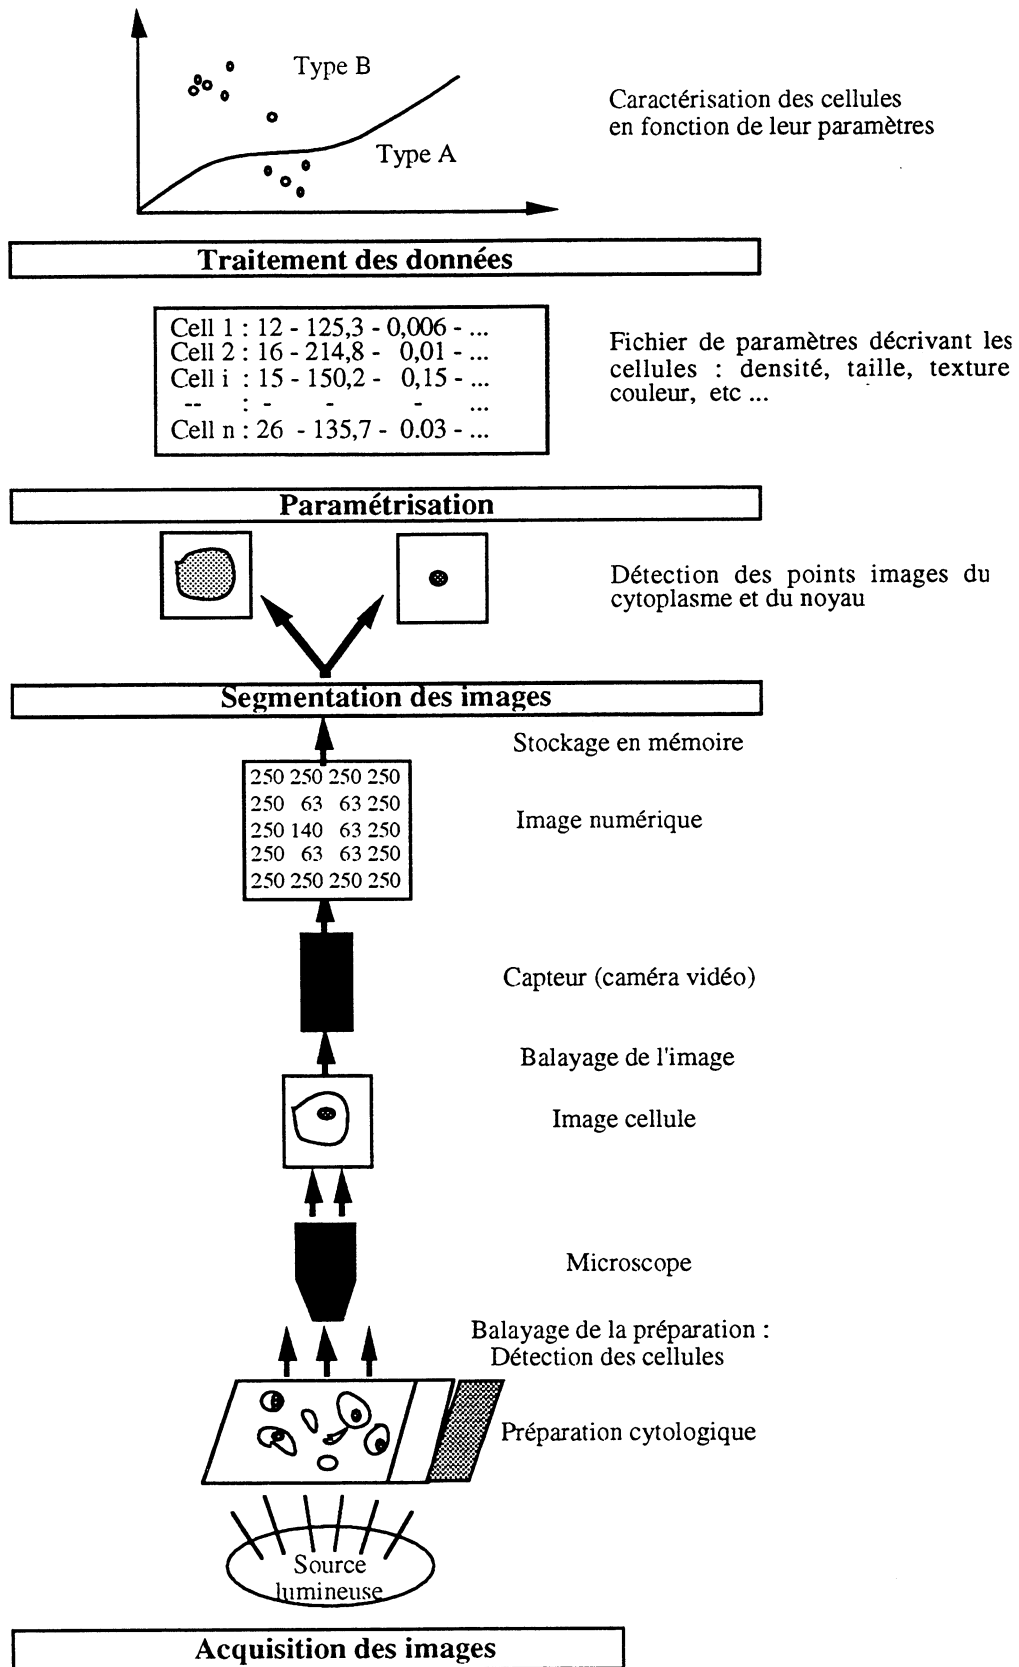 Type B
Type A
Caractérisation des cellules
en fonction de leur paramètres
Traitement des données
Cell 1 : 12 - 125,3 - 0,006 - ...
Cell 2 : 16 - 214,8 - 0,01 - ...
Cell i : 15 - 150,2 - 0,15 - ...
-- : - - - ...
Cell n : 26 - 135,7 - 0.03 - ...
Fichier de paramètres décrivant les
cellules : densité, taille, texture
couleur, etc ...
Paramétrisation
Détection des points images du
cytoplasme et du noyau
Segmentation des images
Stockage en mémoire
250 250 250 250
250 63 63 250
250 140 63 250
250 63 63 250
250 250 250 250
Image numérique
Capteur (caméra vidéo)
Balayage de l'image
Image cellule
Microscope
Balayage de la préparation :
Détection des cellules
Préparation cytologique
Source
lumineuse
Acquisition des images